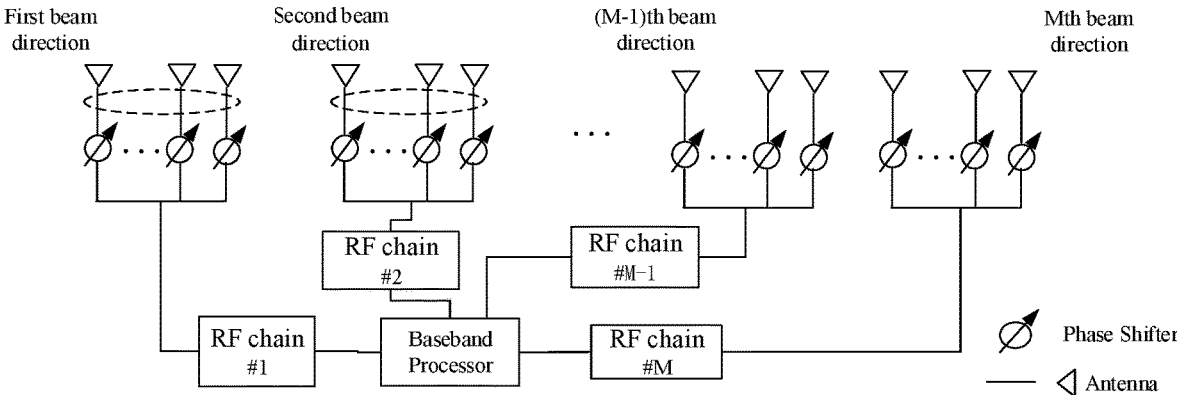 First beam
direction
Second beam
direction
(M-1)th beam
direction
Mth beam
direction
...
...
...
...
...
RF chain
#2
RF chain
#M-1
RF chain
#1
Baseband
Processor
RF chain
#M
Phase Shifter
Antenna